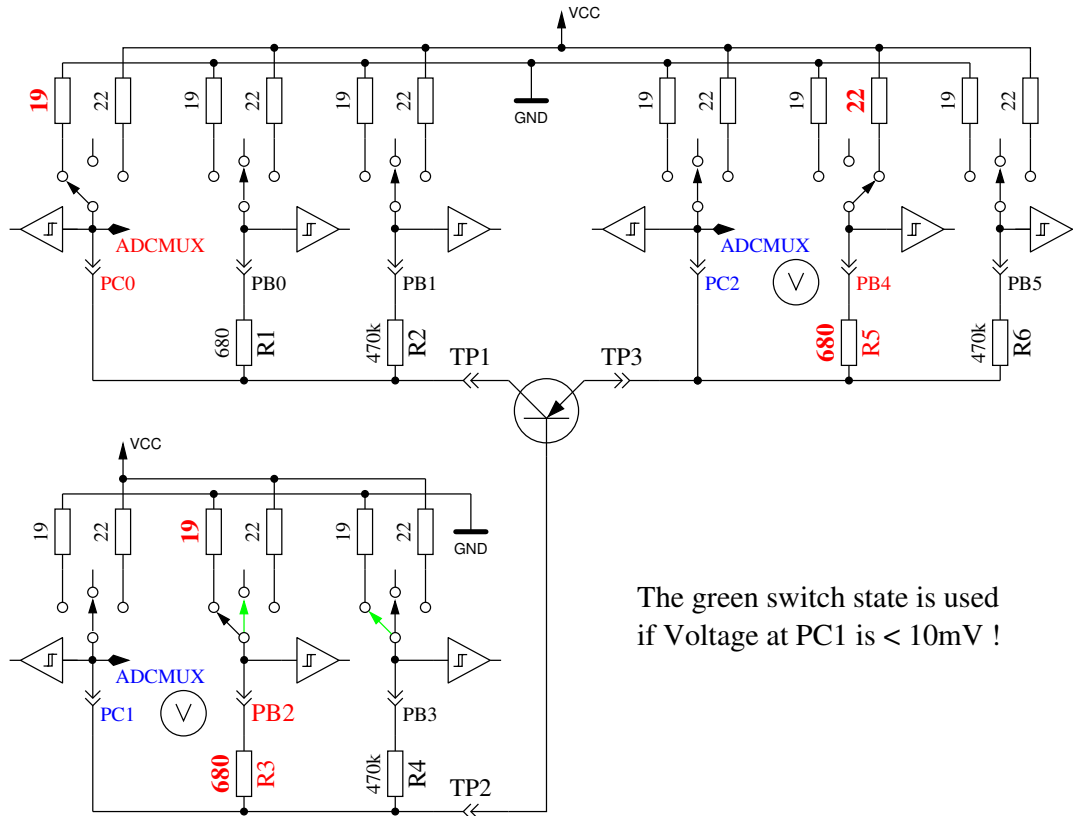 VCC
19
22
19
22
19
22
GND
19
22
19
22
19
22
ADCMUX
ADCMUX
PC0
PB0
PB1
PC2
V
PB4
PB5
680
R1
470k
R2
680
R5
470k
R6
TP1
TP3
VCC
19
22
19
22
19
22
GND
The green switch state is used
if Voltage at PC1 is < 10mV !
ADCMUX
PC1
V
PB2
PB3
680
R3
470k
R4
TP2